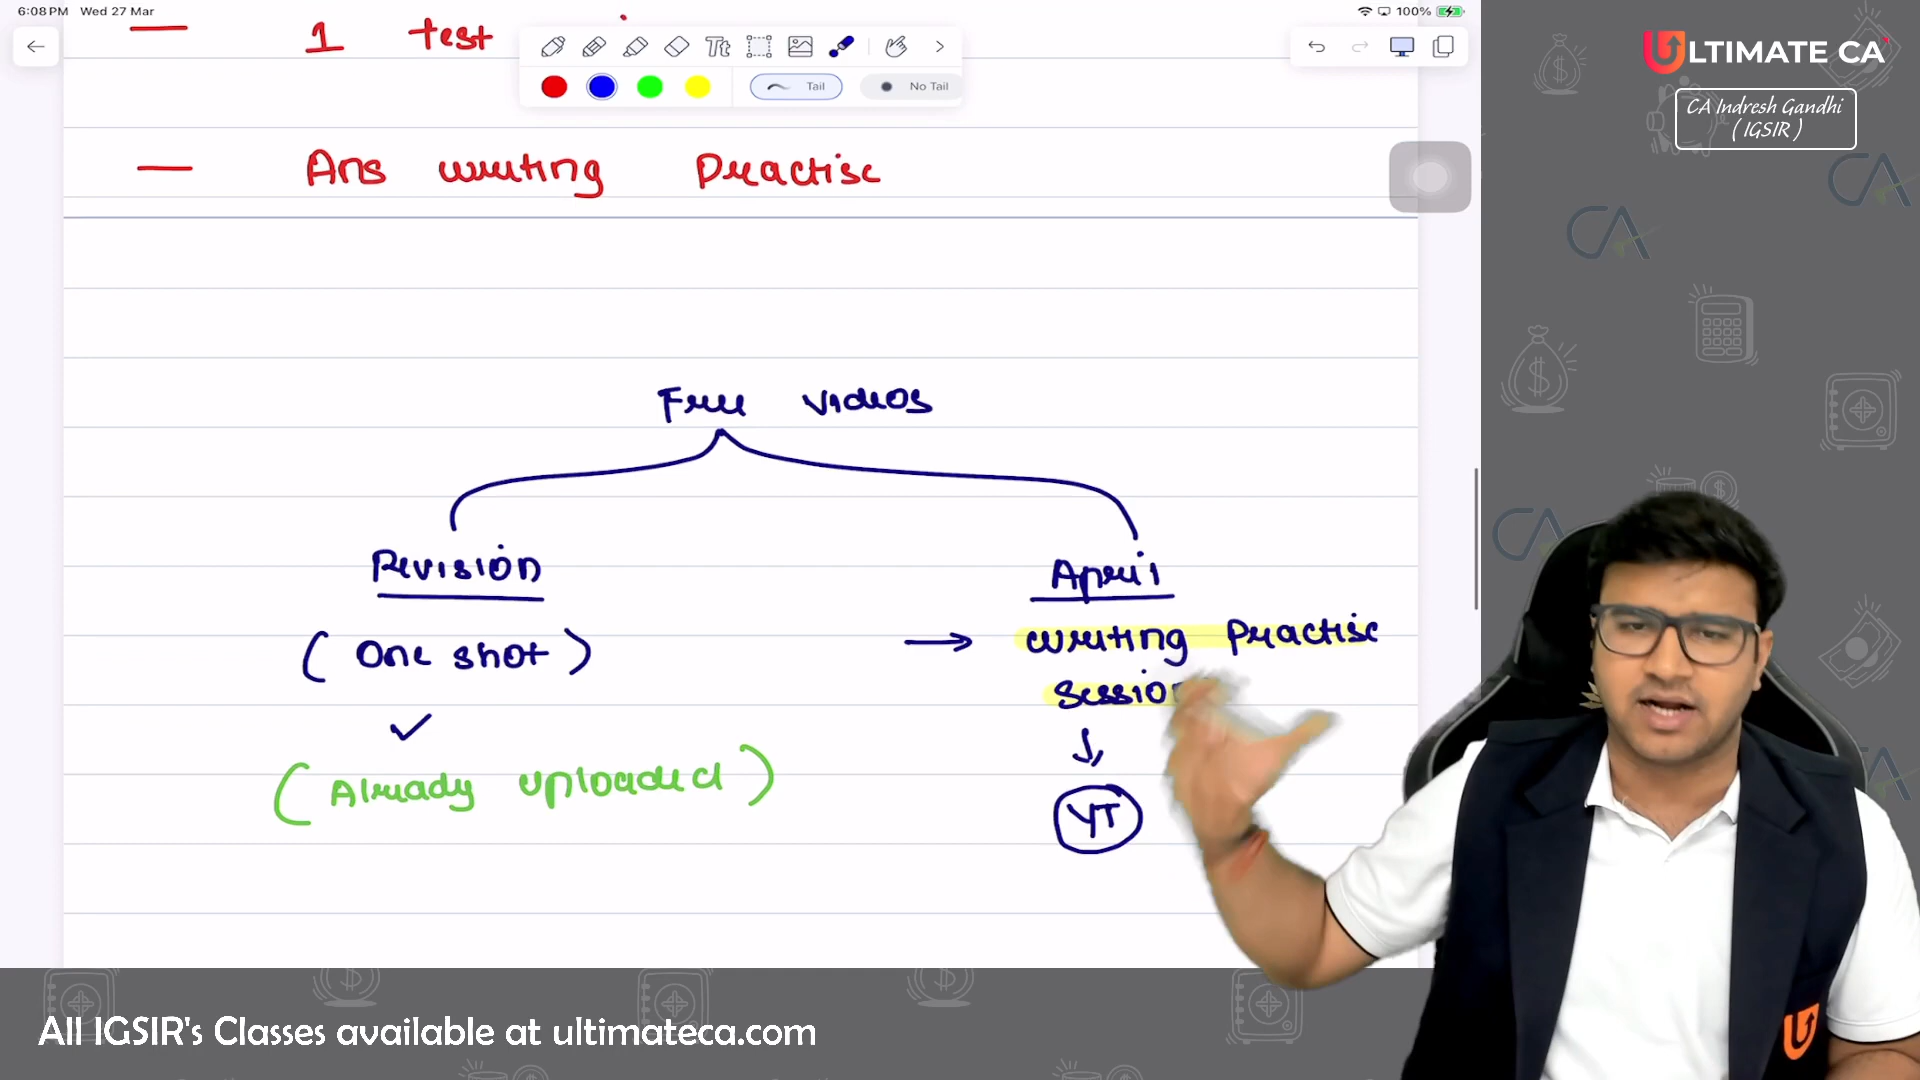 6:08 PM Wed 27 Mar
100%
— 1 test
Tt
Tail
No Tail
ULTIMATE CA
CA Indresh Gandhi
( IGSIR )
— Ans writing Practise
Free videos
Revision
April
( One shot )
→ writing Practise
Session
✓
↓
( Already uploaded )
YT
All IGSIR's Classes available at ultimateca.com